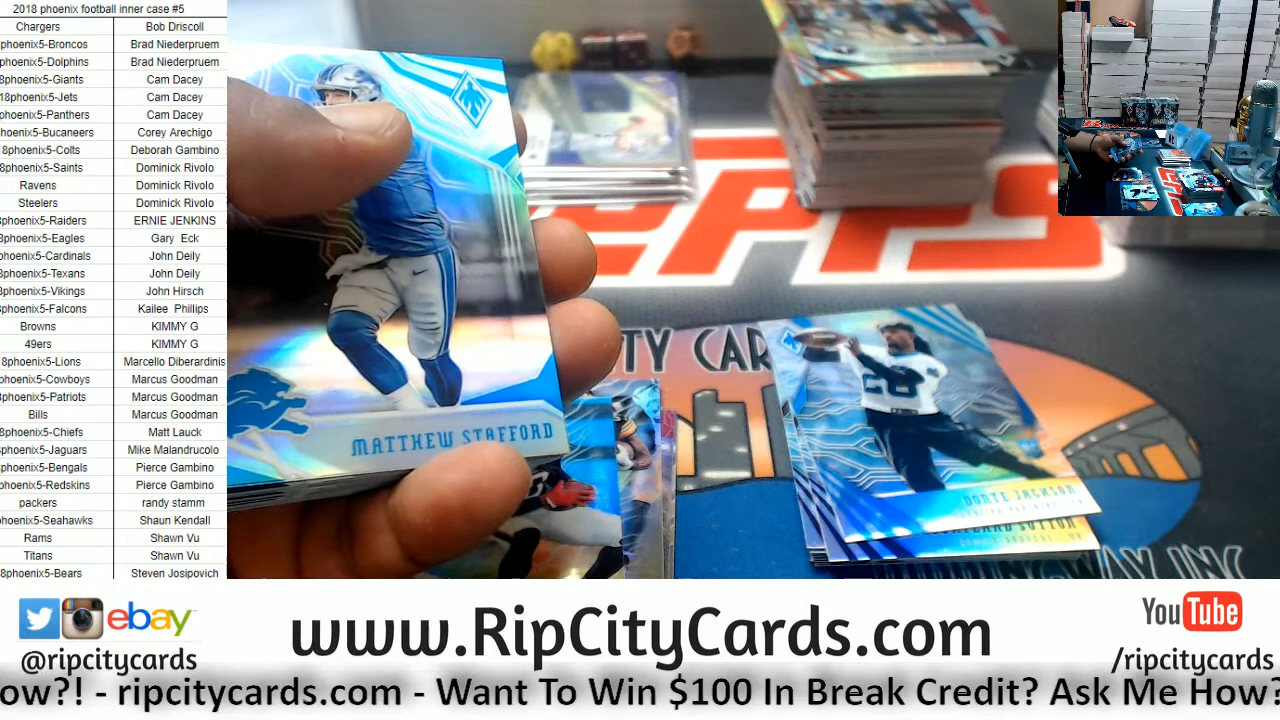 2018 phoenix football inner case #5
Chargers Bob Driscoll
phoenix5-Broncos Brad Niederpruem
phoenix5-Dolphins Brad Niederpruem
8phoenix5-Giants Cam Dacey
18phoenix5-Jets Cam Dacey
phoenix5-Panthers Cam Dacey
hoenix5-Bucaneers Corey Arechigo
8phoenix5-Colts Deborah Gambino
8phoenix5-Saints Dominick Rivolo
Ravens Dominick Rivolo
Steelers Dominick Rivolo
phoenix5-Raiders ERNIE JENKINS
8phoenix5-Eagles Gary Eck
phoenix5-Cardinals John Deily
phoenix5-Texans John Deily
8phoenix5-Vikings John Hirsch
phoenix5-Falcons Kailee Phillips
Browns KIMMY G
49ers KIMMY G
8phoenix5-Lions Marcello Diberardinis
phoenix5-Cowboys Marcus Goodman
phoenix5-Patriots Marcus Goodman
Bills Marcus Goodman
8phoenix5-Chiefs Matt Lauck
phoenix5-Jaguars Mike Malandrucolo
phoenix5-Bengals Pierce Gambino
phoenix5-Redskins Pierce Gambino
packers randy stamm
phoenix5-Seahawks Shaun Kendall
Rams Shawn Vu
Titans Shawn Vu
8phoenix5-Bears Steven Josipovich
MATTHEW STAFFORD
TOPPS
TY CAR
26
DONTE JACKSON
SUTTON
ebay
@ripcitycards
www.RipCityCards.com
YouTube
/ripcitycards
ow?! - ripcitycards.com - Want To Win $100 In Break Credit? Ask Me How?